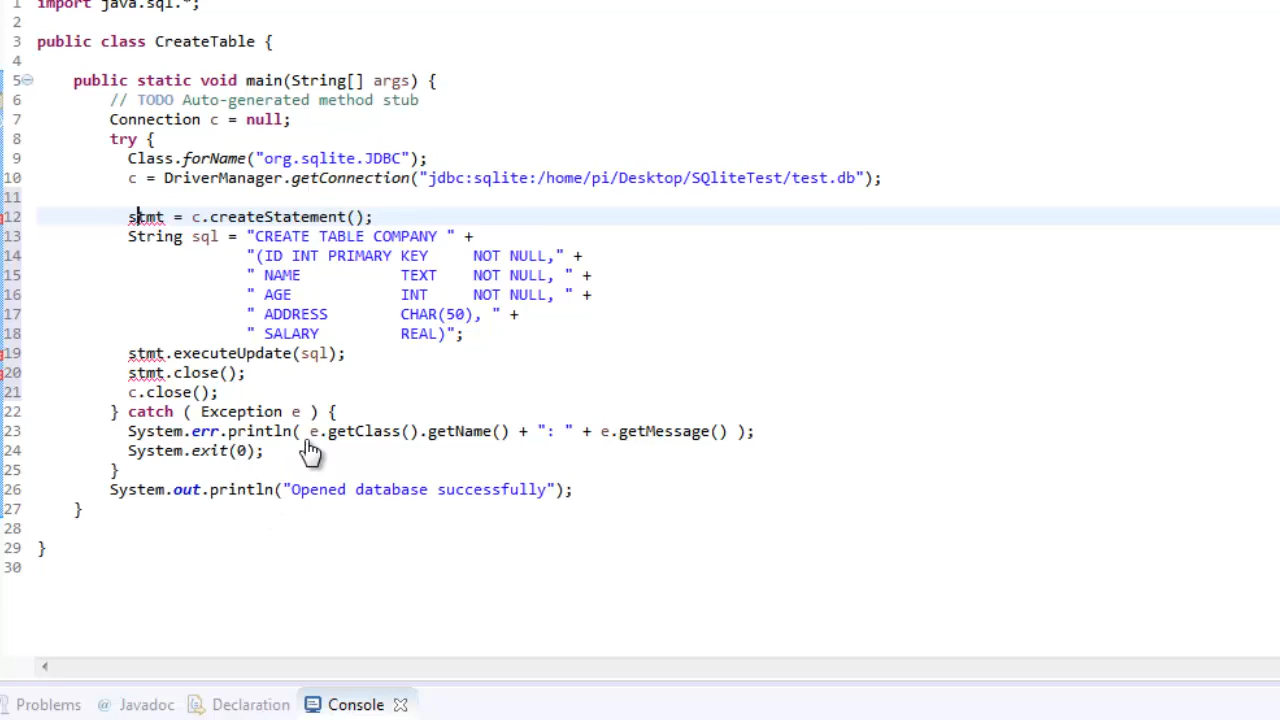 1 import java.sql.*;
2
3 public class CreateTable {
4
5 public static void main(String[] args) {
6 // TODO Auto-generated method stub
7 Connection c = null;
8 try {
9 Class.forName("org.sqlite.JDBC");
10 c = DriverManager.getConnection("jdbc:sqlite:/home/pi/Desktop/SQliteTest/test.db");
11
12 stmt = c.createStatement();
13 String sql = "CREATE TABLE COMPANY " +
14 "(ID INT PRIMARY KEY     NOT NULL," +
15 " NAME           TEXT    NOT NULL, " +
16 " AGE            INT     NOT NULL, " +
17 " ADDRESS        CHAR(50), " +
18 " SALARY         REAL)";
19 stmt.executeUpdate(sql);
20 stmt.close();
21 c.close();
22 } catch ( Exception e ) {
23 System.err.println( e.getClass().getName() + ": " + e.getMessage() );
24 System.exit(0);
25 }
26 System.out.println("Opened database successfully");
27 }
28
29 }
30
Problems @ Javadoc Declaration Console